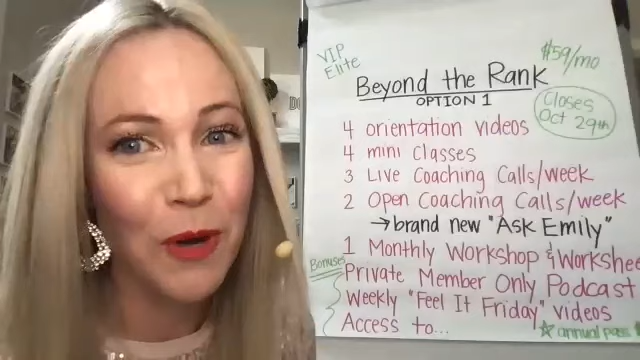 VIP
Elite
$59/mo
Beyond the Rank
OPTION 1
Closes
Oct 29th
4 orientation videos
4 mini classes
3 Live Coaching Calls/week
2 Open Coaching Calls/week
→ brand new "Ask Emily"
1 Monthly Workshop & Workshee
Bonuses
Private Member Only Podcast
Weekly "Feel It Friday" videos
Access to...
☆ annual pass